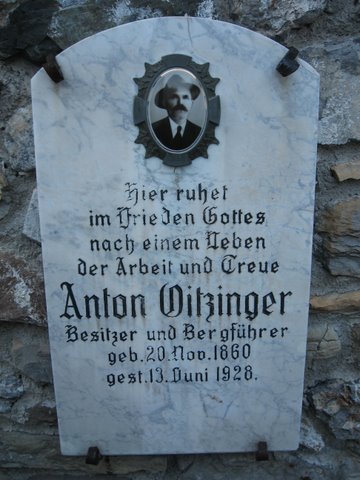 Hier ruhet
im Frieden Gottes
nach einem Leben
der Arbeit und Treue
Anton Oitzinger
Besitzer und Bergführer
geb. 20. Nov. 1860
gest. 13. Juni 1928.